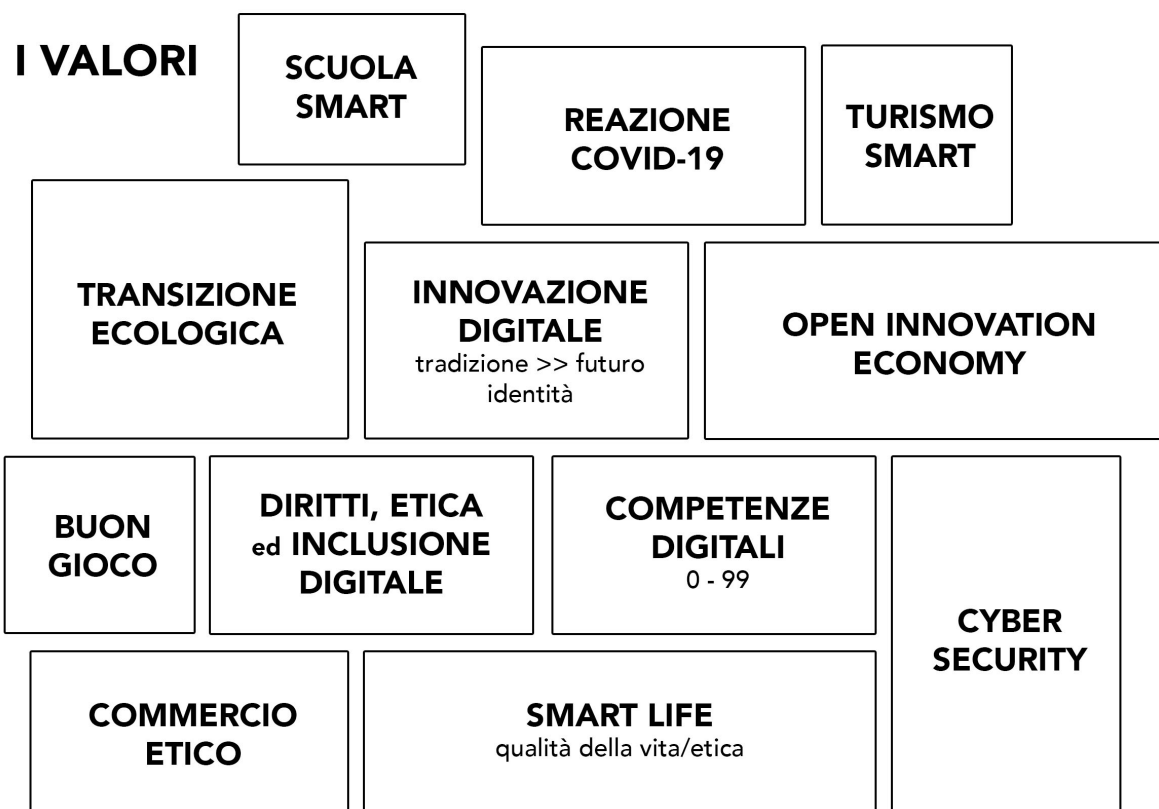 I VALORI
SCUOLA
SMART
REAZIONE
COVID-19
TURISMO
SMART
TRANSIZIONE
ECOLOGICA
INNOVAZIONE
DIGITALE
tradizione >> futuro
identità
OPEN INNOVATION
ECONOMY
BUON
GIOCO
DIRITTI, ETICA
ed INCLUSIONE
DIGITALE
COMPETENZE
DIGITALI
0 - 99
CYBER
SECURITY
COMMERCIO
ETICO
SMART LIFE
qualità della vita/etica